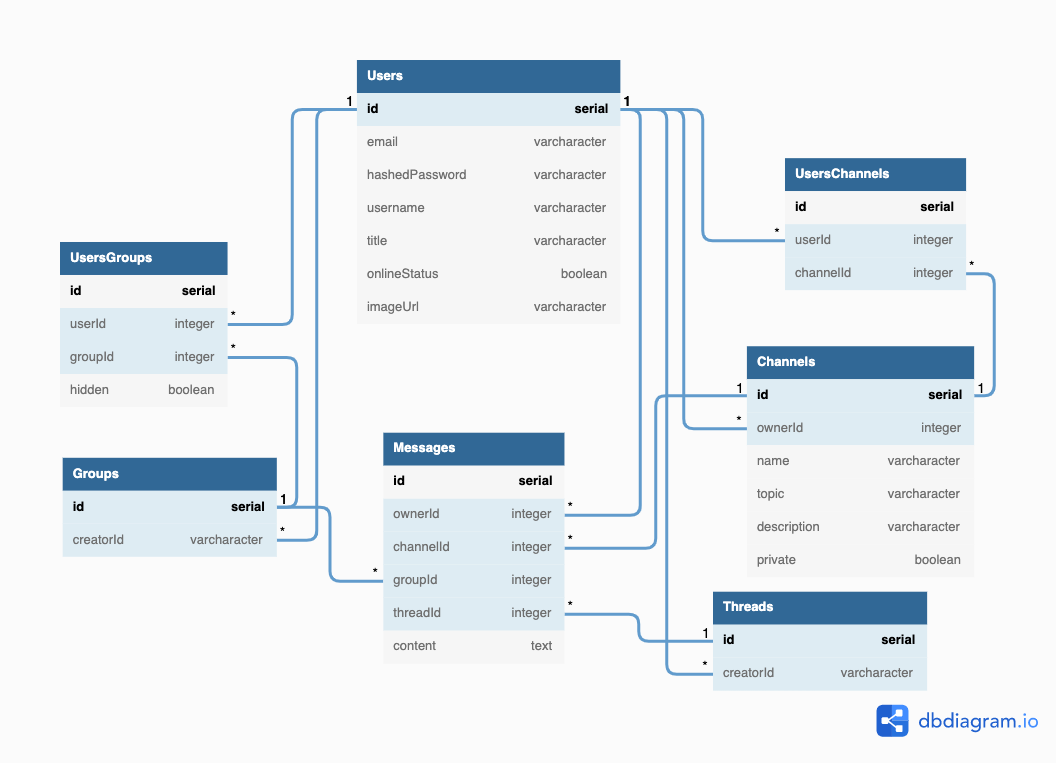 Users
1 id serial 1
email varcharacter
hashedPassword varcharacter
username varcharacter
title varcharacter
onlineStatus boolean
imageUrl varcharacter
UsersChannels
id serial
* userId integer
channelId integer *
UsersGroups
id serial
userId integer *
groupId integer *
hidden boolean
Channels
1 id serial 1
* ownerId integer
name varcharacter
topic varcharacter
description varcharacter
private boolean
Groups
id serial 1
creatorId varcharacter *
Messages
id serial
ownerId integer *
channelId integer *
* groupId integer
threadId integer *
content text
Threads
1 id serial
* creatorId varcharacter
dbdiagram.io